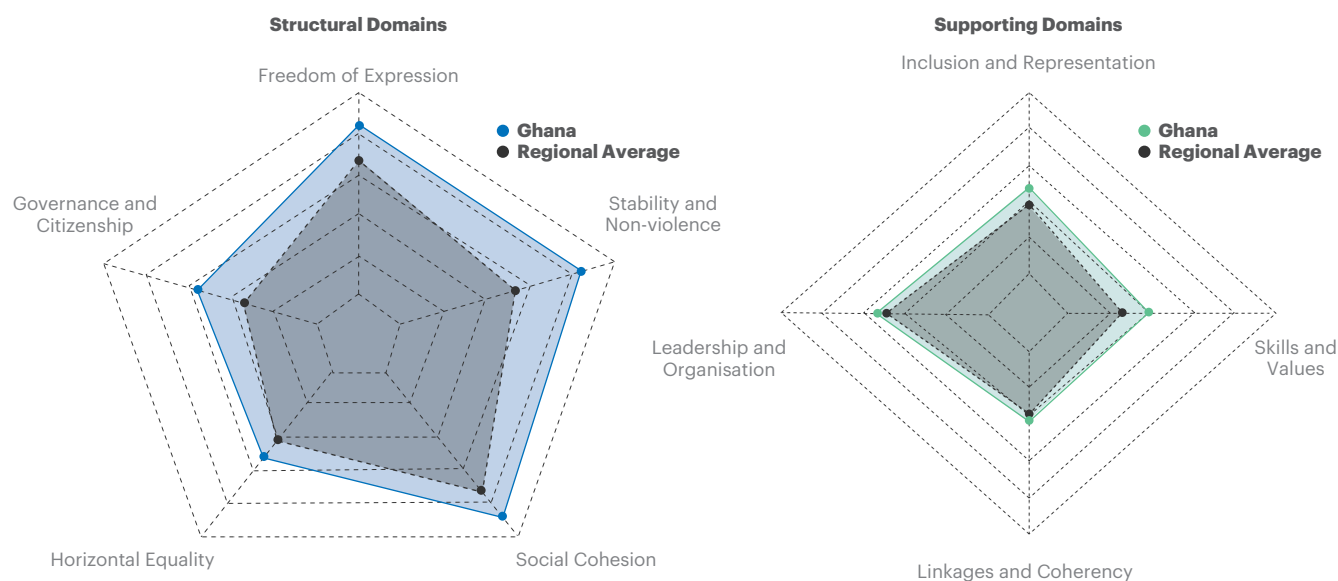 Structural Domains
Freedom of Expression
Ghana
Regional Average
Governance and
Citizenship
Stability and
Non-violence
Horizontal Equality
Social Cohesion
Supporting Domains
Inclusion and Representation
Ghana
Regional Average
Leadership and
Organisation
Skills and
Values
Linkages and Coherency